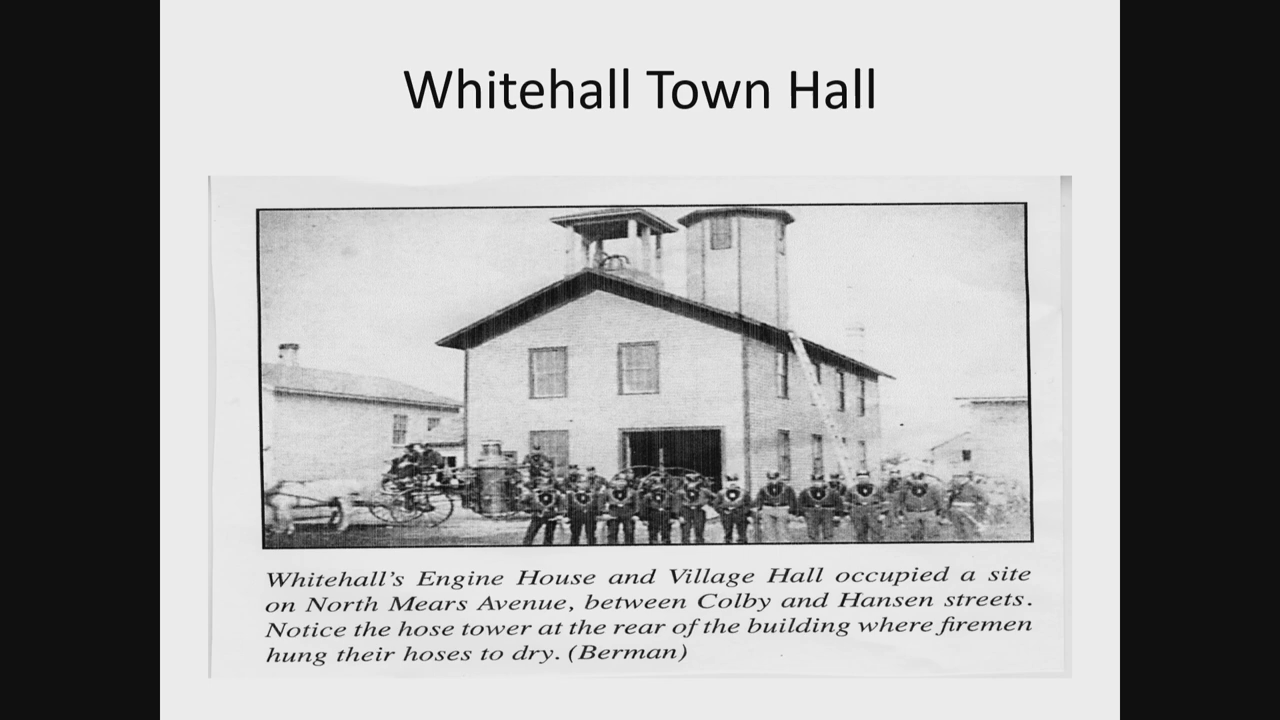 Whitehall Town Hall
Whitehall's Engine House and Village Hall occupied a site
on North Mears Avenue, between Colby and Hansen streets.
Notice the hose tower at the rear of the building where firemen
hung their hoses to dry. (Berman)